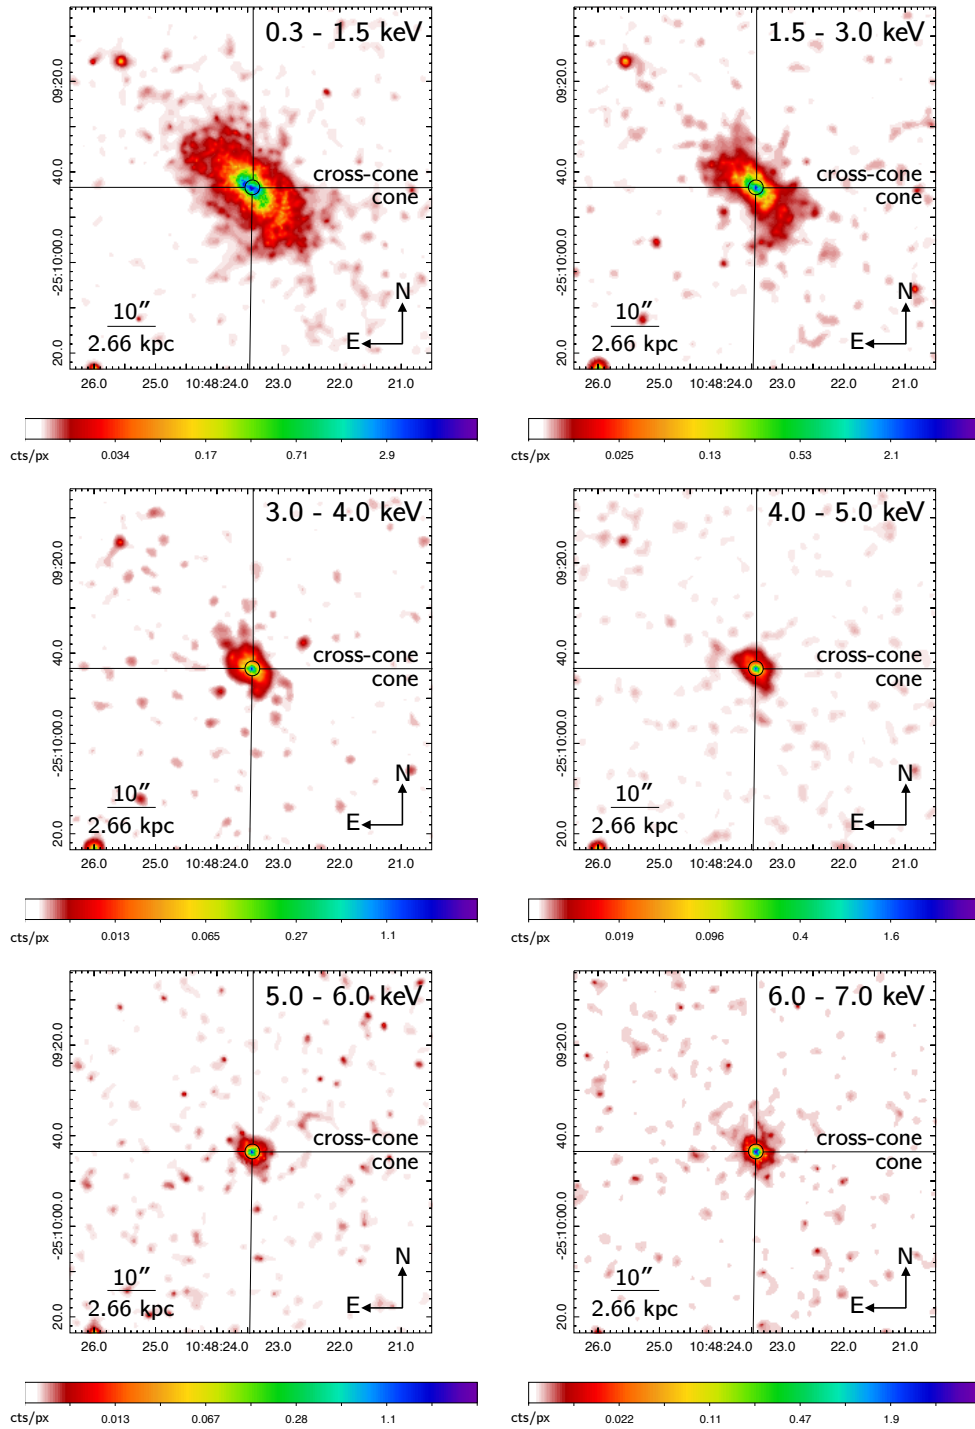 0.3 - 1.5 keV
09:20.0
40.0
-25:10:00.0
20.0
cross-cone
cone
10″
2.66 kpc
N
E
26.0 25.0 10:48:24.0 23.0 22.0 21.0
cts/px 0.034 0.17 0.71 2.9
1.5 - 3.0 keV
09:20.0
40.0
-25:10:00.0
20.0
cross-cone
cone
10″
2.66 kpc
N
E
26.0 25.0 10:48:24.0 23.0 22.0 21.0
cts/px 0.025 0.13 0.53 2.1
3.0 - 4.0 keV
09:20.0
40.0
-25:10:00.0
20.0
cross-cone
cone
10″
2.66 kpc
N
E
26.0 25.0 10:48:24.0 23.0 22.0 21.0
cts/px 0.013 0.065 0.27 1.1
4.0 - 5.0 keV
09:20.0
40.0
-25:10:00.0
20.0
cross-cone
cone
10″
2.66 kpc
N
E
26.0 25.0 10:48:24.0 23.0 22.0 21.0
cts/px 0.019 0.096 0.4 1.6
5.0 - 6.0 keV
09:20.0
40.0
-25:10:00.0
20.0
cross-cone
cone
10″
2.66 kpc
N
E
26.0 25.0 10:48:24.0 23.0 22.0 21.0
cts/px 0.013 0.067 0.28 1.1
6.0 - 7.0 keV
09:20.0
40.0
-25:10:00.0
20.0
cross-cone
cone
10″
2.66 kpc
N
E
26.0 25.0 10:48:24.0 23.0 22.0 21.0
cts/px 0.022 0.11 0.47 1.9